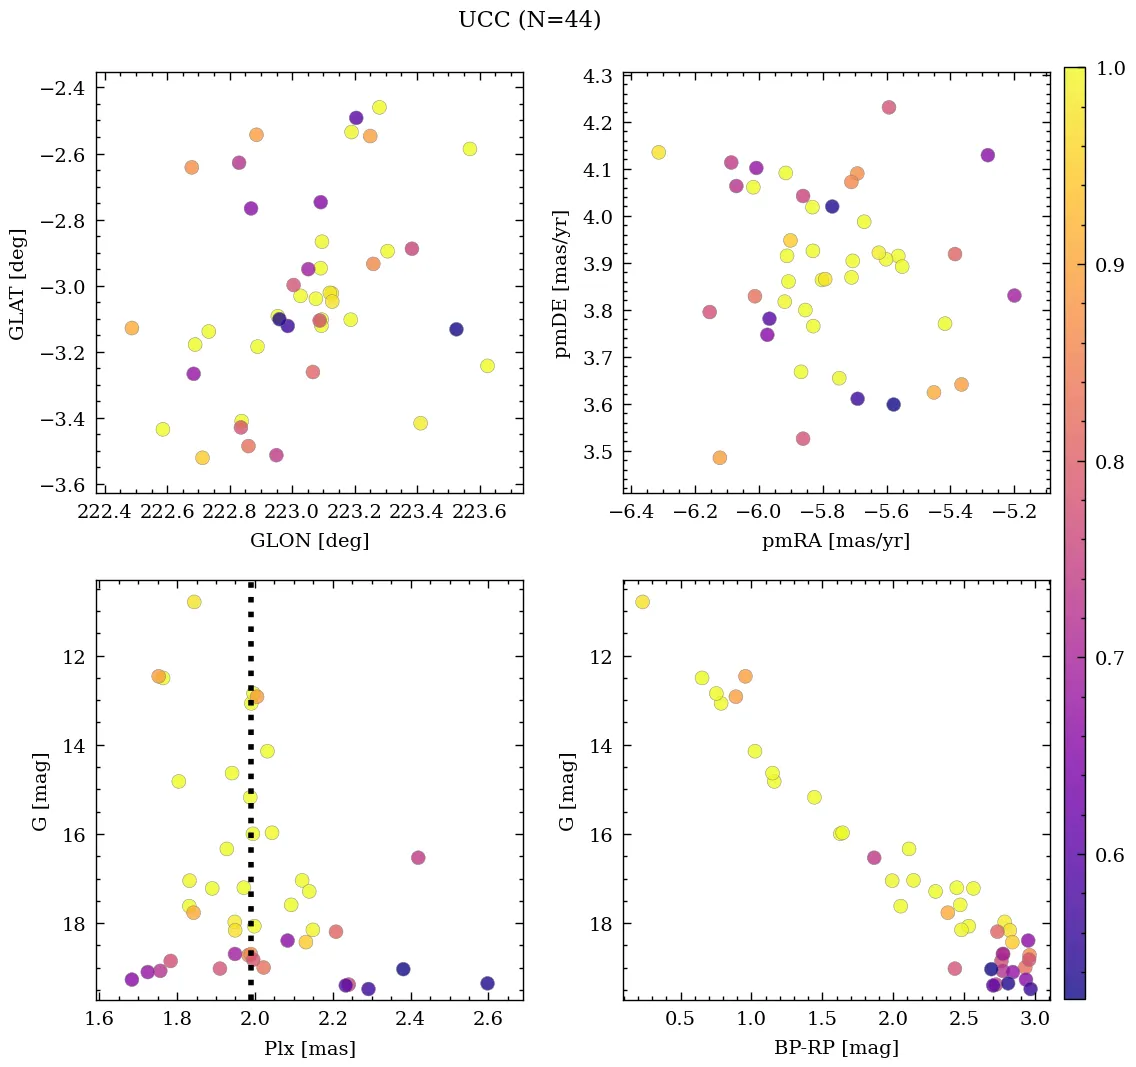 UCC (N=44)
−2.4
−2.6
−2.8
−3.0
−3.2
−3.4
−3.6
GLAT [deg]
222.4 222.6 222.8 223.0 223.2 223.4 223.6
GLON [deg]
4.3
4.2
4.1
4.0
3.9
3.8
3.7
3.6
3.5
pmDE [mas/yr]
−6.4 −6.2 −6.0 −5.8 −5.6 −5.4 −5.2
pmRA [mas/yr]
12
14
16
18
G [mag]
1.6 1.8 2.0 2.2 2.4 2.6
Plx [mas]
12
14
16
18
G [mag]
0.5 1.0 1.5 2.0 2.5 3.0
BP-RP [mag]
1.0
0.9
0.8
0.7
0.6